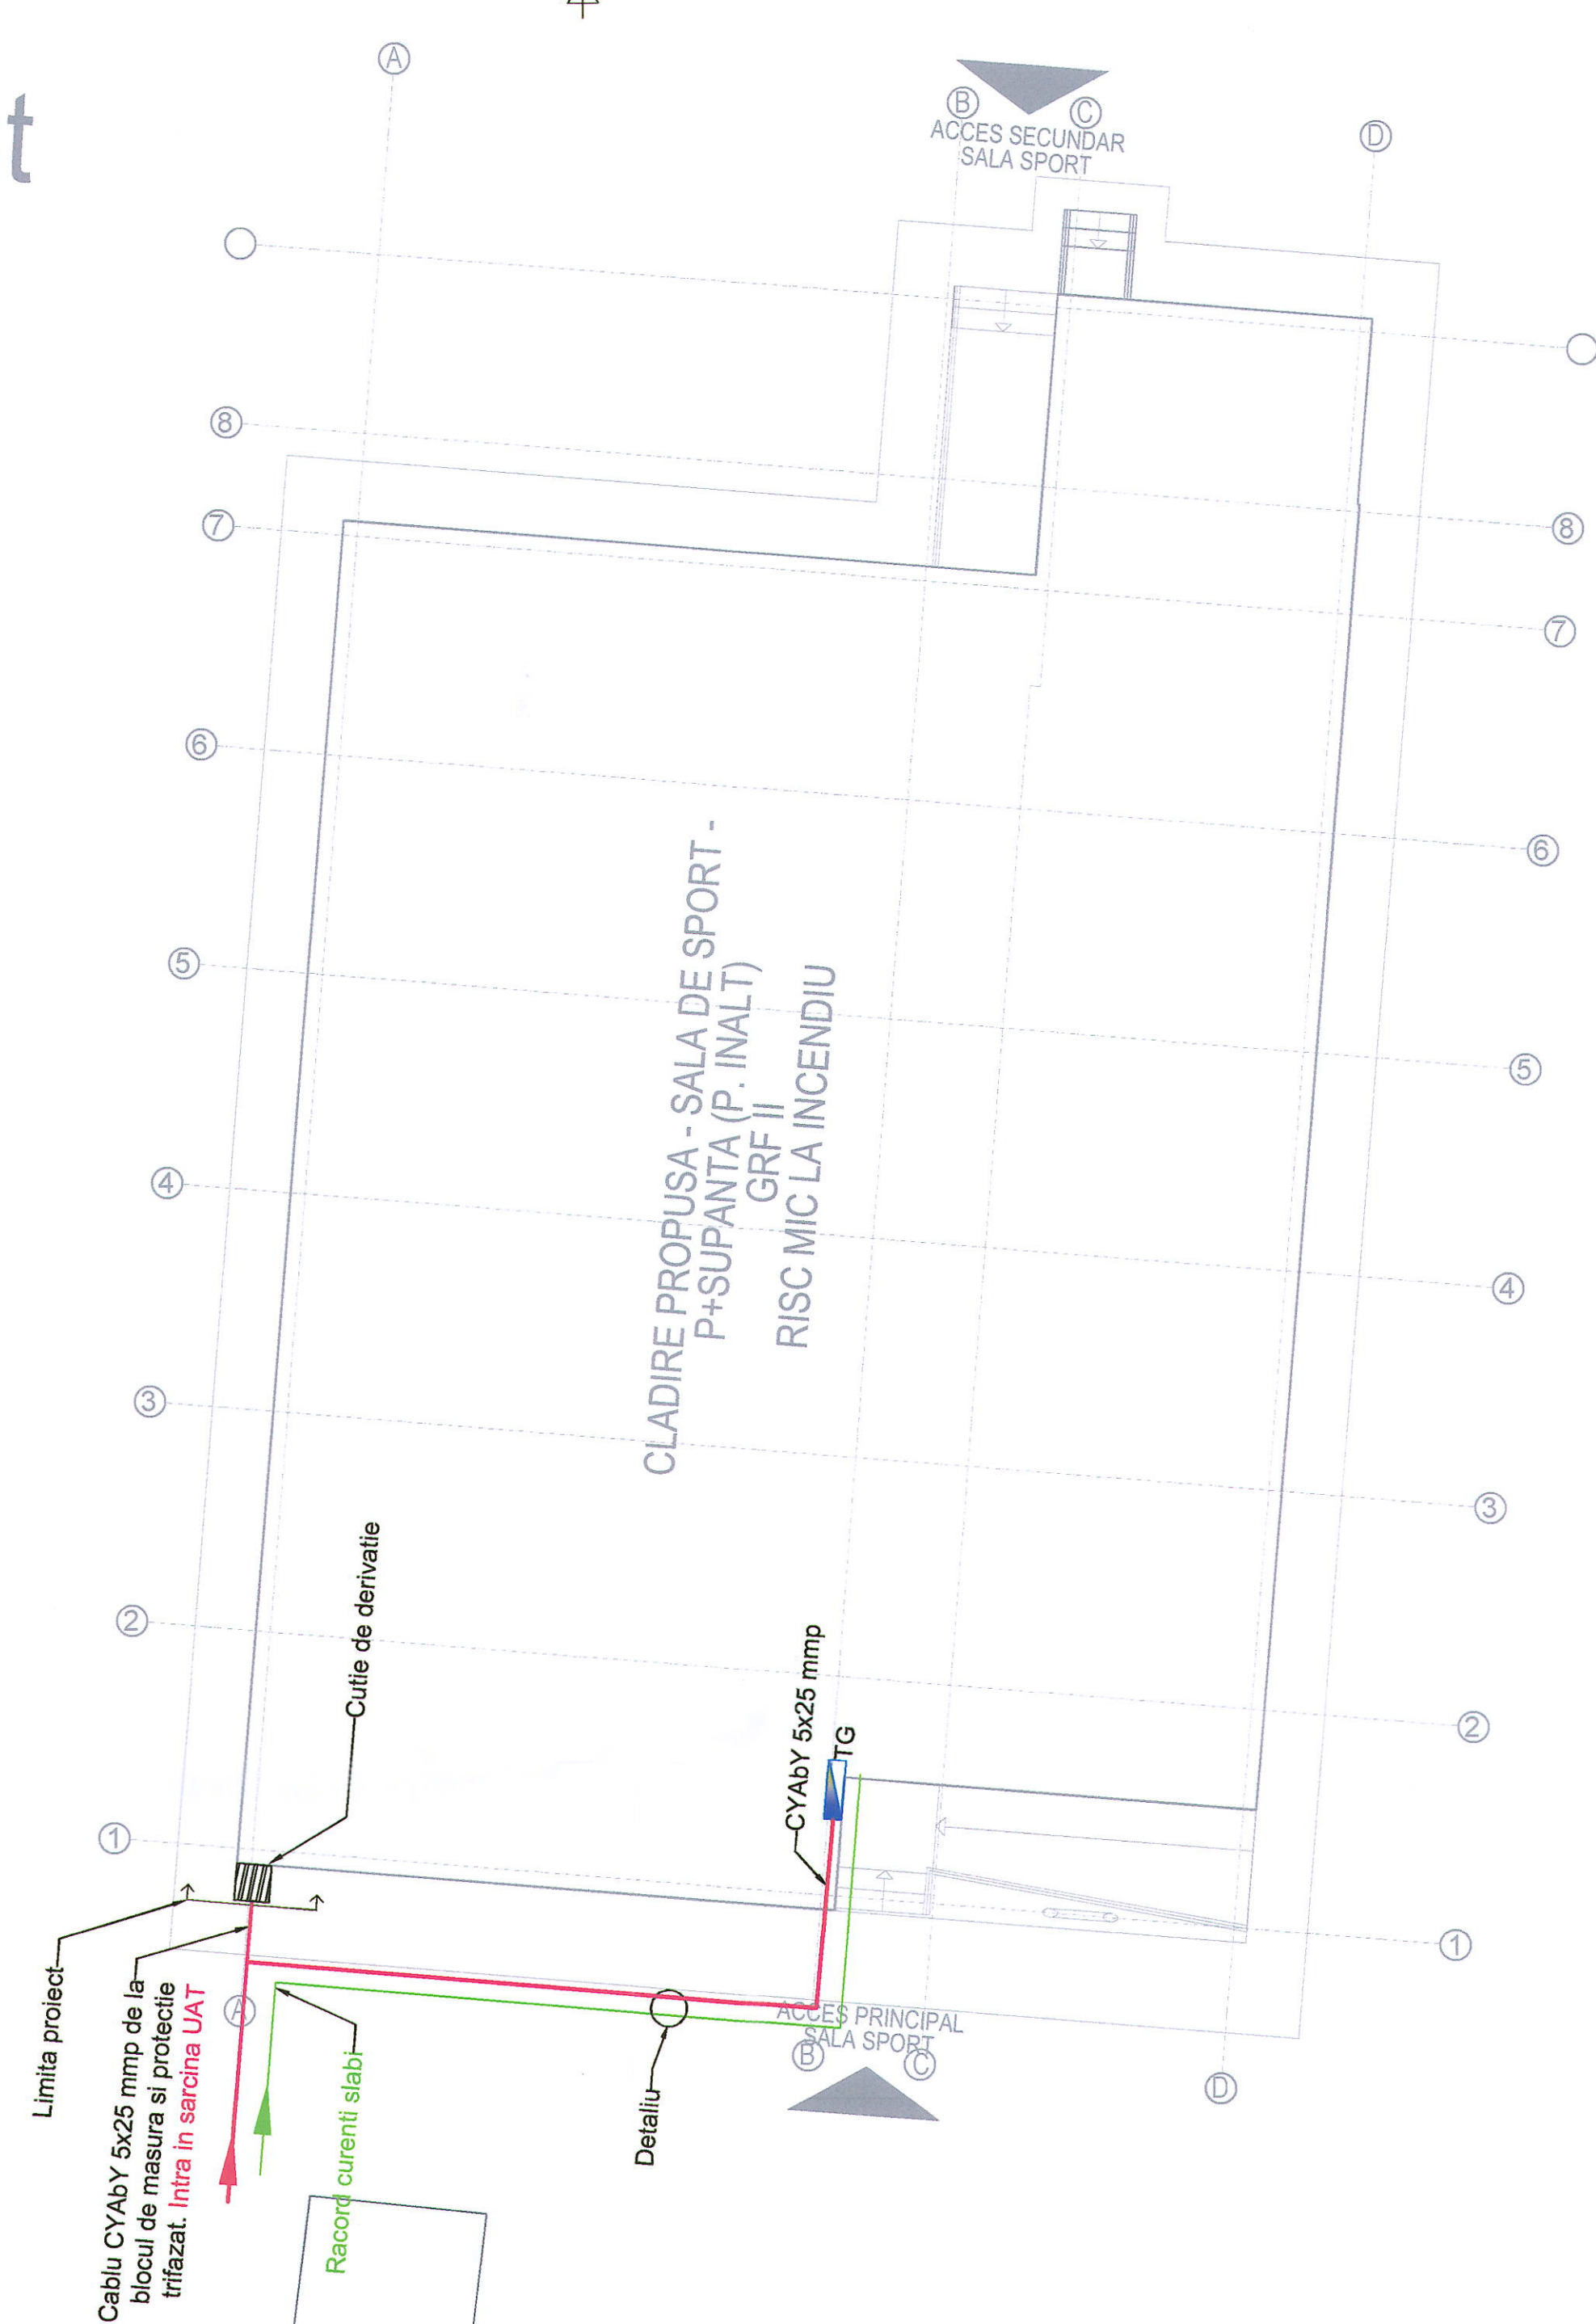 t
A
B
C
D
ACCES SECUNDAR
SALA SPORT
8
7
6
5
4
3
2
1
8
7
6
5
4
3
2
1
CLADIRE PROPUSA - SALA DE SPORT -
P+SUPANTA (P. INALT)
GRF II
RISC MIC LA INCENDIU
Cutie de derivatie
CYAbY 5x25 mmp
TG
Limita proiect
Cablu CYAbY 5x25 mmp de la
blocul de masura si protectie
trifazat. Intra in sarcina UAT
A
Racord curenti slabi
Detaliu
ACCES PRINCIPAL
SALA SPORT
B
C
D